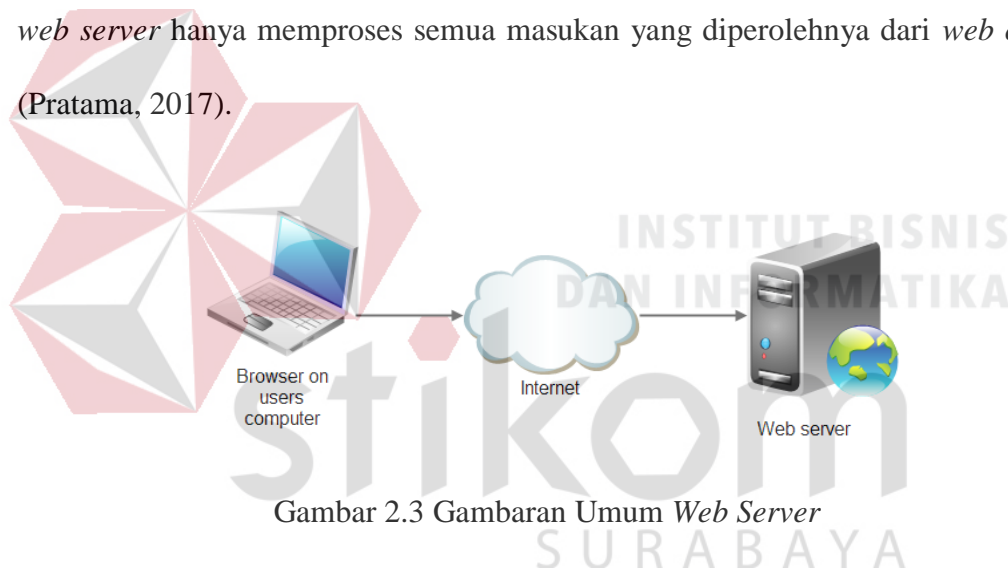 web server hanya memproses semua masukan yang diperolehnya dari web
(Pratama, 2017).
INSTITUT BISNIS
DAN INFORMATIKA
stikom
SURABAYA
Browser on
users
computer
Internet
Web server
Gambar 2.3 Gambaran Umum Web Server